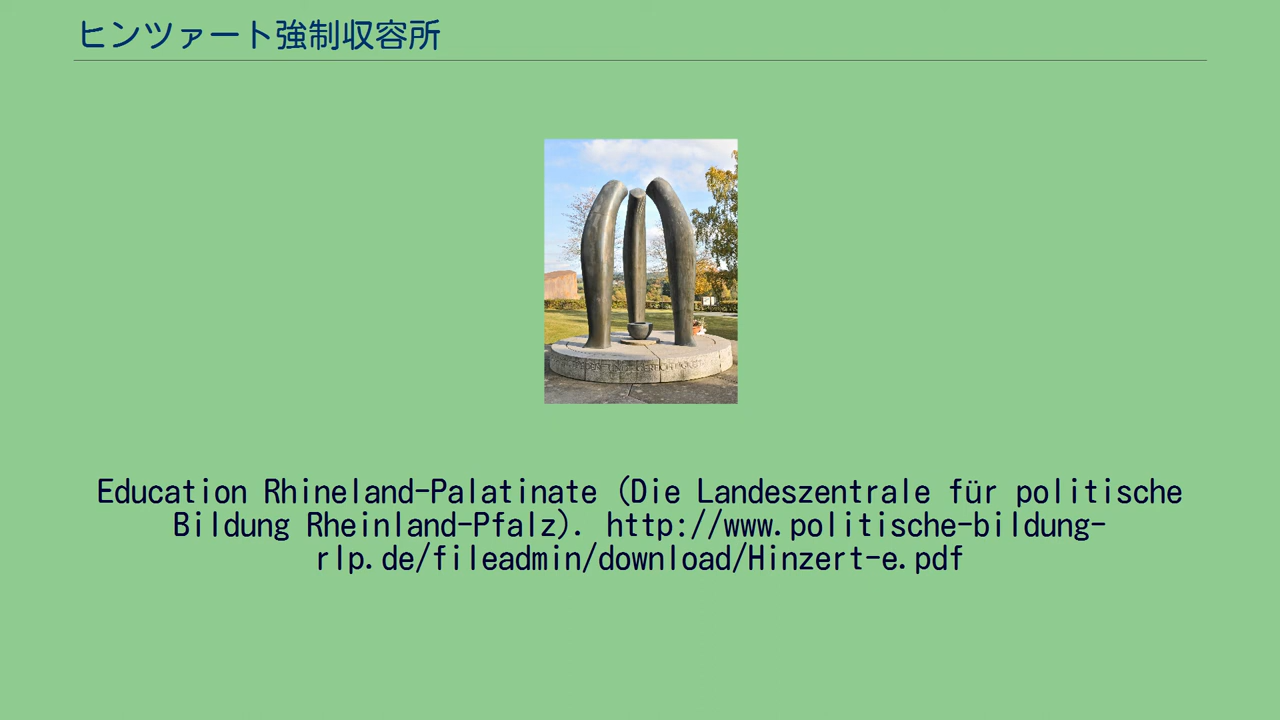 ヒンツァート強制収容所
Education Rhineland-Palatinate (Die Landeszentrale für politische
Bildung Rheinland-Pfalz). http://www.politische-bildung-
rlp.de/fileadmin/download/Hinzert-e.pdf